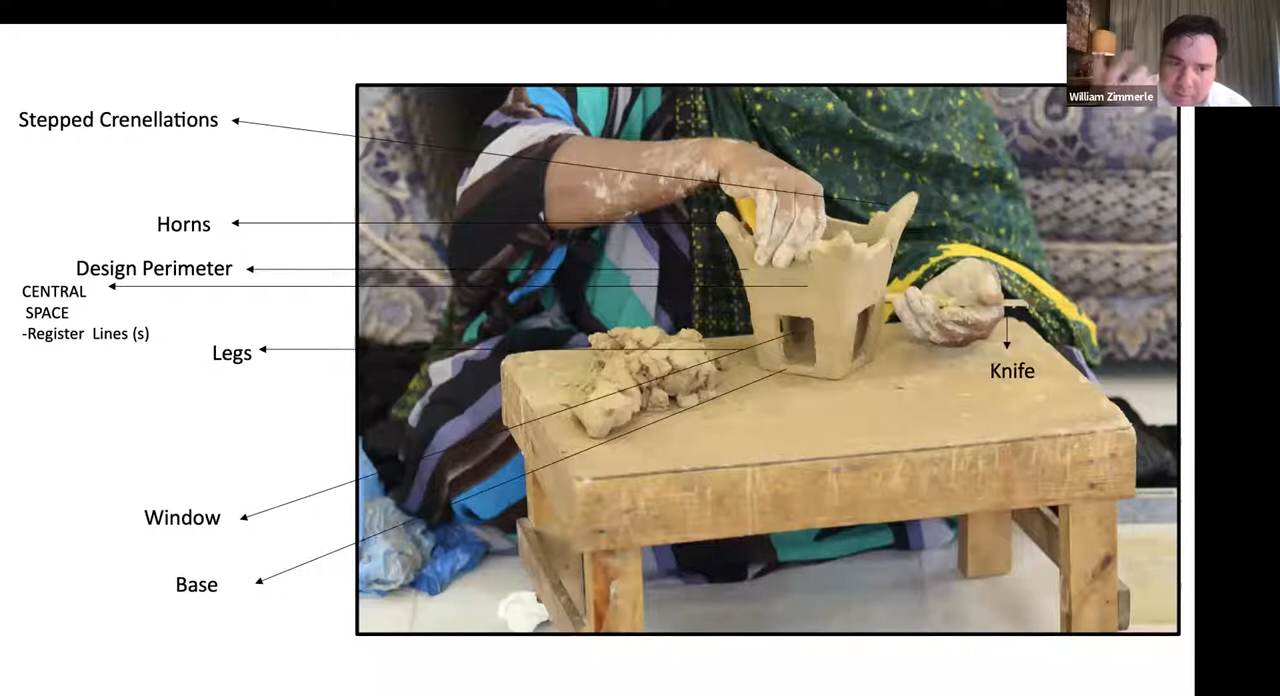 William Zimmerle
Stepped Crenellations
Horns
Design Perimeter
CENTRAL
SPACE
-Register Lines (s)
Legs
Knife
Window
Base